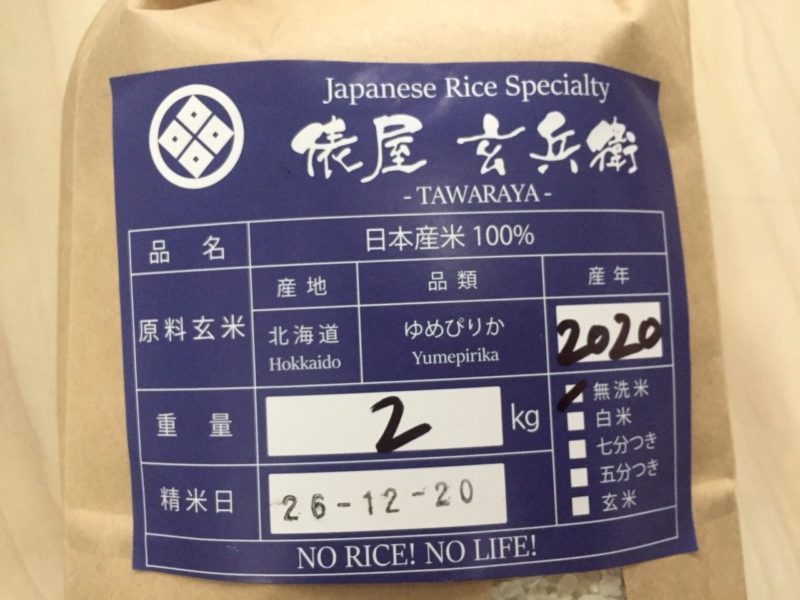 Japanese Rice Specialty
俵屋 玄兵衛
- TAWARAYA -
品名 日本産米 100%
産地 品類 産年
原料玄米 北海道 ゆめぴりか 2020
Hokkaido Yumepirika
無洗米
重量 2 kg 白米
七分つき
五分つき
精米日 26-12-20 玄米
NO RICE! NO LIFE!